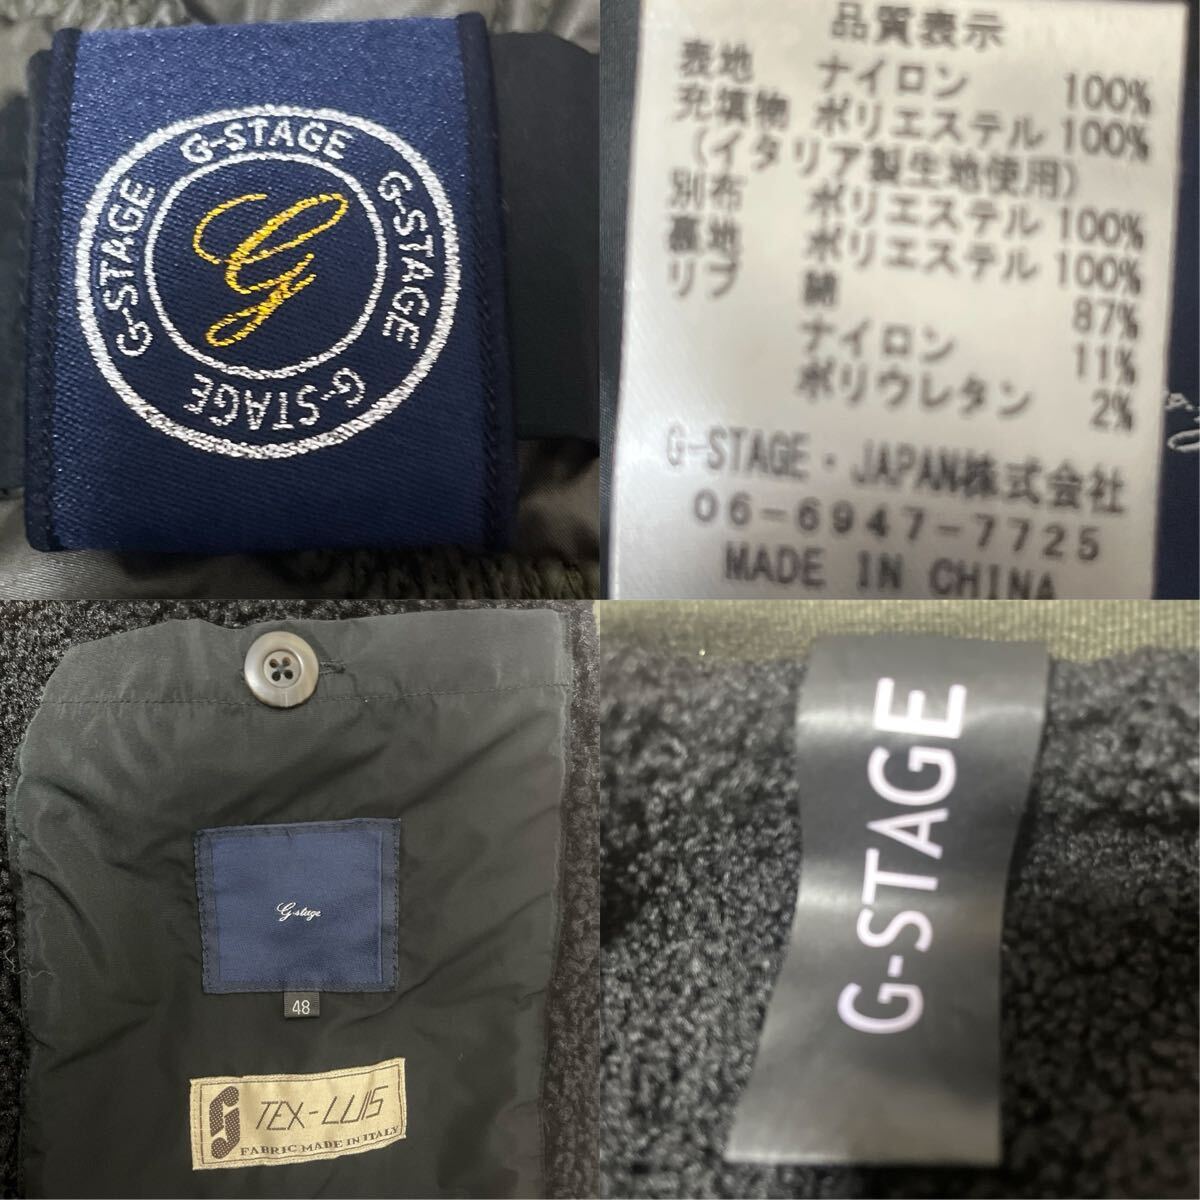 G-STAGE
G-STAGE
G-STAGE
G-STAGE
G
品質表示
表地 ナイロン 100%
充填物 ポリエステル 100%
(イタリア製生地使用)
別布 ポリエステル 100%
裏地 ポリエステル 100%
リブ 綿 87%
ナイロン 11%
ポリウレタン 2%
G-STAGE・JAPAN株式会社
06-6947-7725
MADE IN CHINA
G-stage
48
TEX-LUIS
FABRIC MADE IN ITALY
G-STAGE